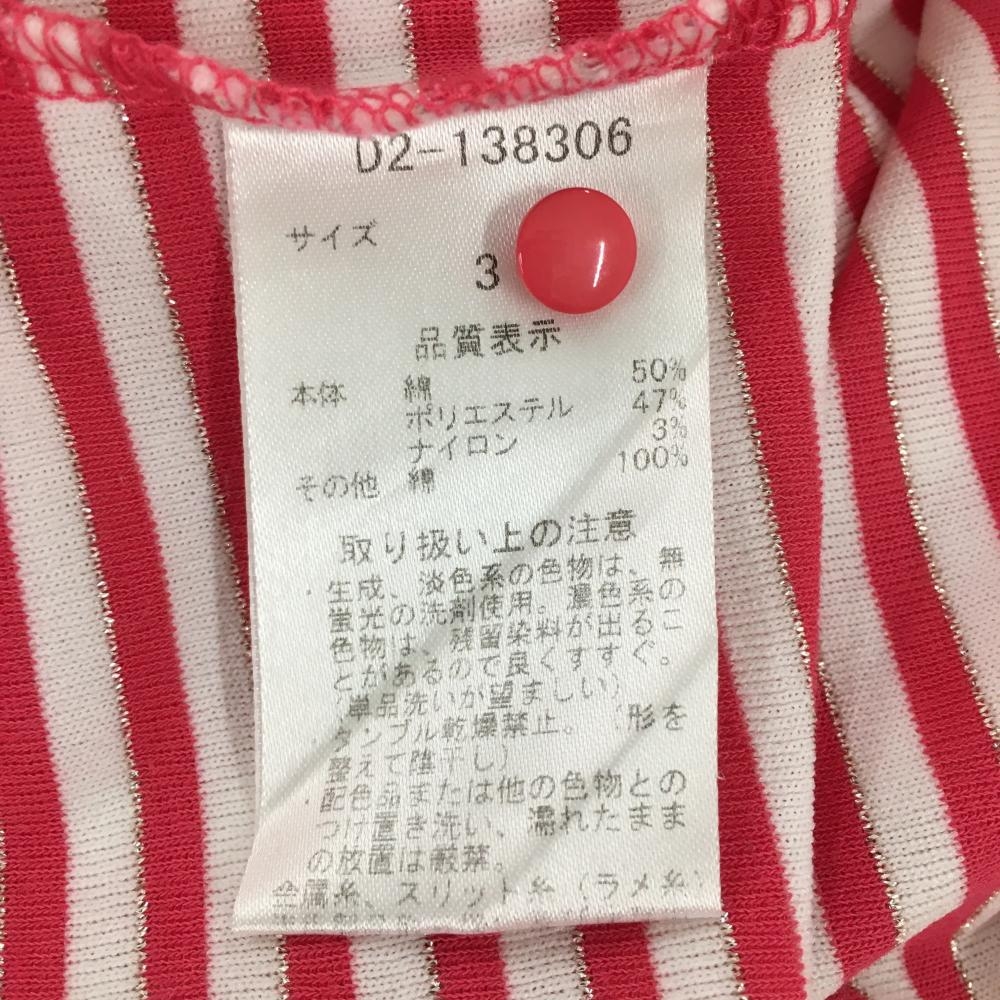 D2-138306
サイズ
3
品質表示
本体 綿 50%
ポリエステル 47%
ナイロン 3%
その他 綿 100%
取り扱い上の注意
生成、淡色系の色物は、無
蛍光の洗剤使用。濃色系の
色物は、残留染料が出るこ
とがあるので良くすすぐ。
(単品洗いが望ましい)
タンブル乾燥禁止。(形を
整えて陰干し)
配色品または他の色物との
つけ置き洗い、濡れたまま
の放置は厳禁。
金属糸、スリット糸(ラメ糸)